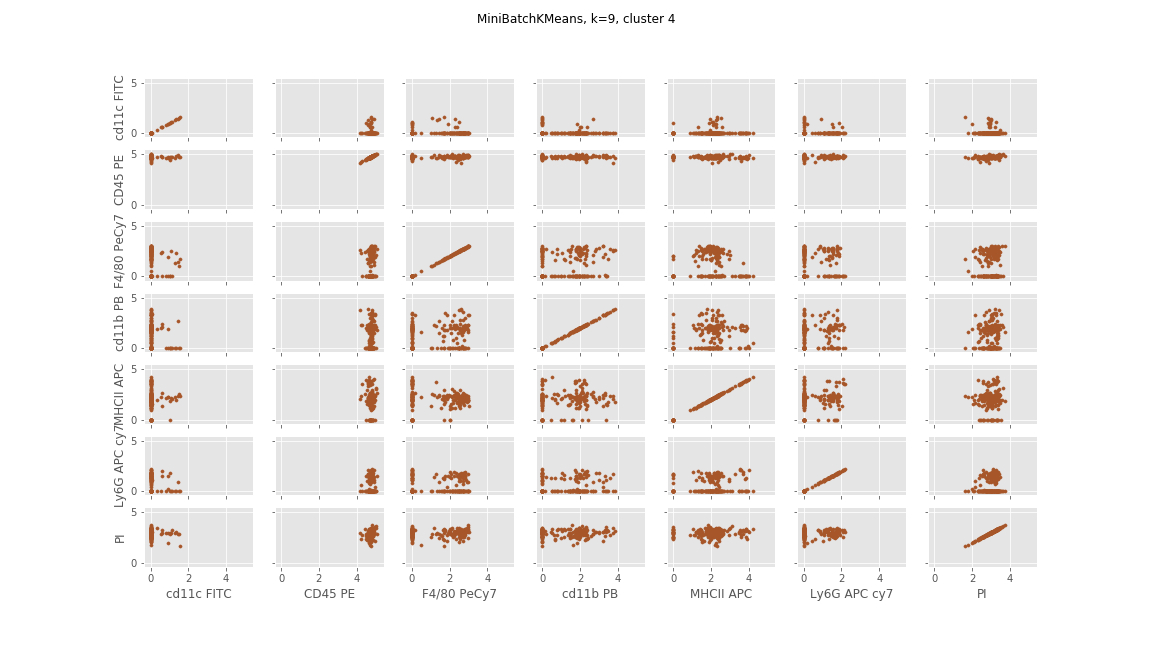 MiniBatchKMeans, k=9, cluster 4
cd11c FITC
5
0
CD45 PE
5
0
F4/80 PeCy7
5
0
cd11b PB
5
0
MHCII APC
5
0
Ly6G APC cy7
5
0
PI
5
0
0 2 4 0 2 4 0 2 4 0 2 4 0 2 4 0 2 4 0 2 4
cd11c FITC CD45 PE F4/80 PeCy7 cd11b PB MHCII APC Ly6G APC cy7 PI